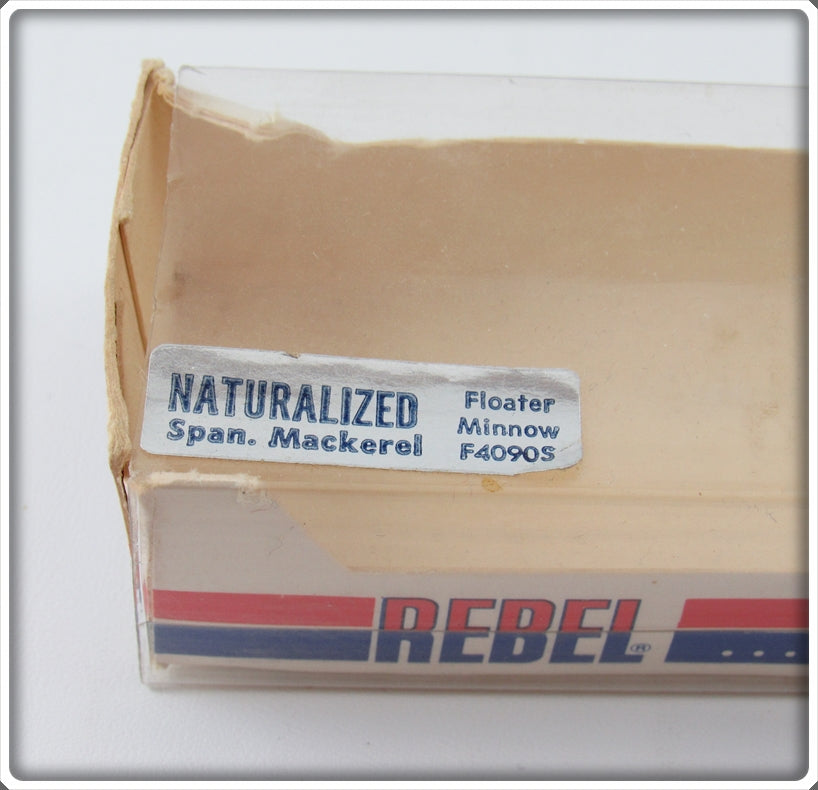 NATURALIZED
Span. Mackerel
Floater
Minnow
F4090S
REBEL®